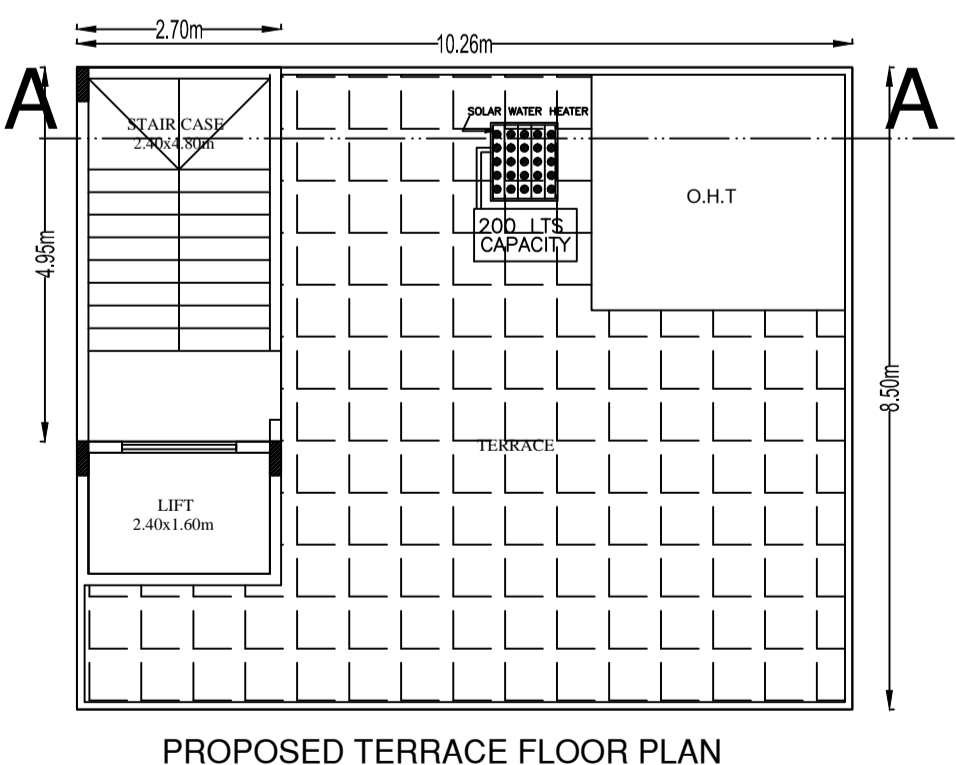 2.70m
10.26m
A
A
STAIR CASE
2.40x4.80m
SOLAR WATER HEATER
O.H.T
200 LTS
CAPACITY
4.95m
8.50m
TERRACE
LIFT
2.40x1.60m
PROPOSED TERRACE FLOOR PLAN